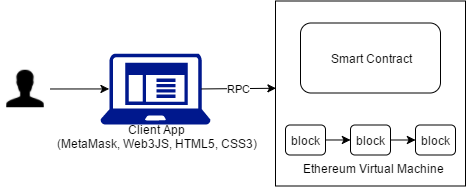 Client App
(MetaMask, Web3JS, HTML5, CSS3)
RPC
Smart Contract
block
block
block
Ethereum Virtual Machine